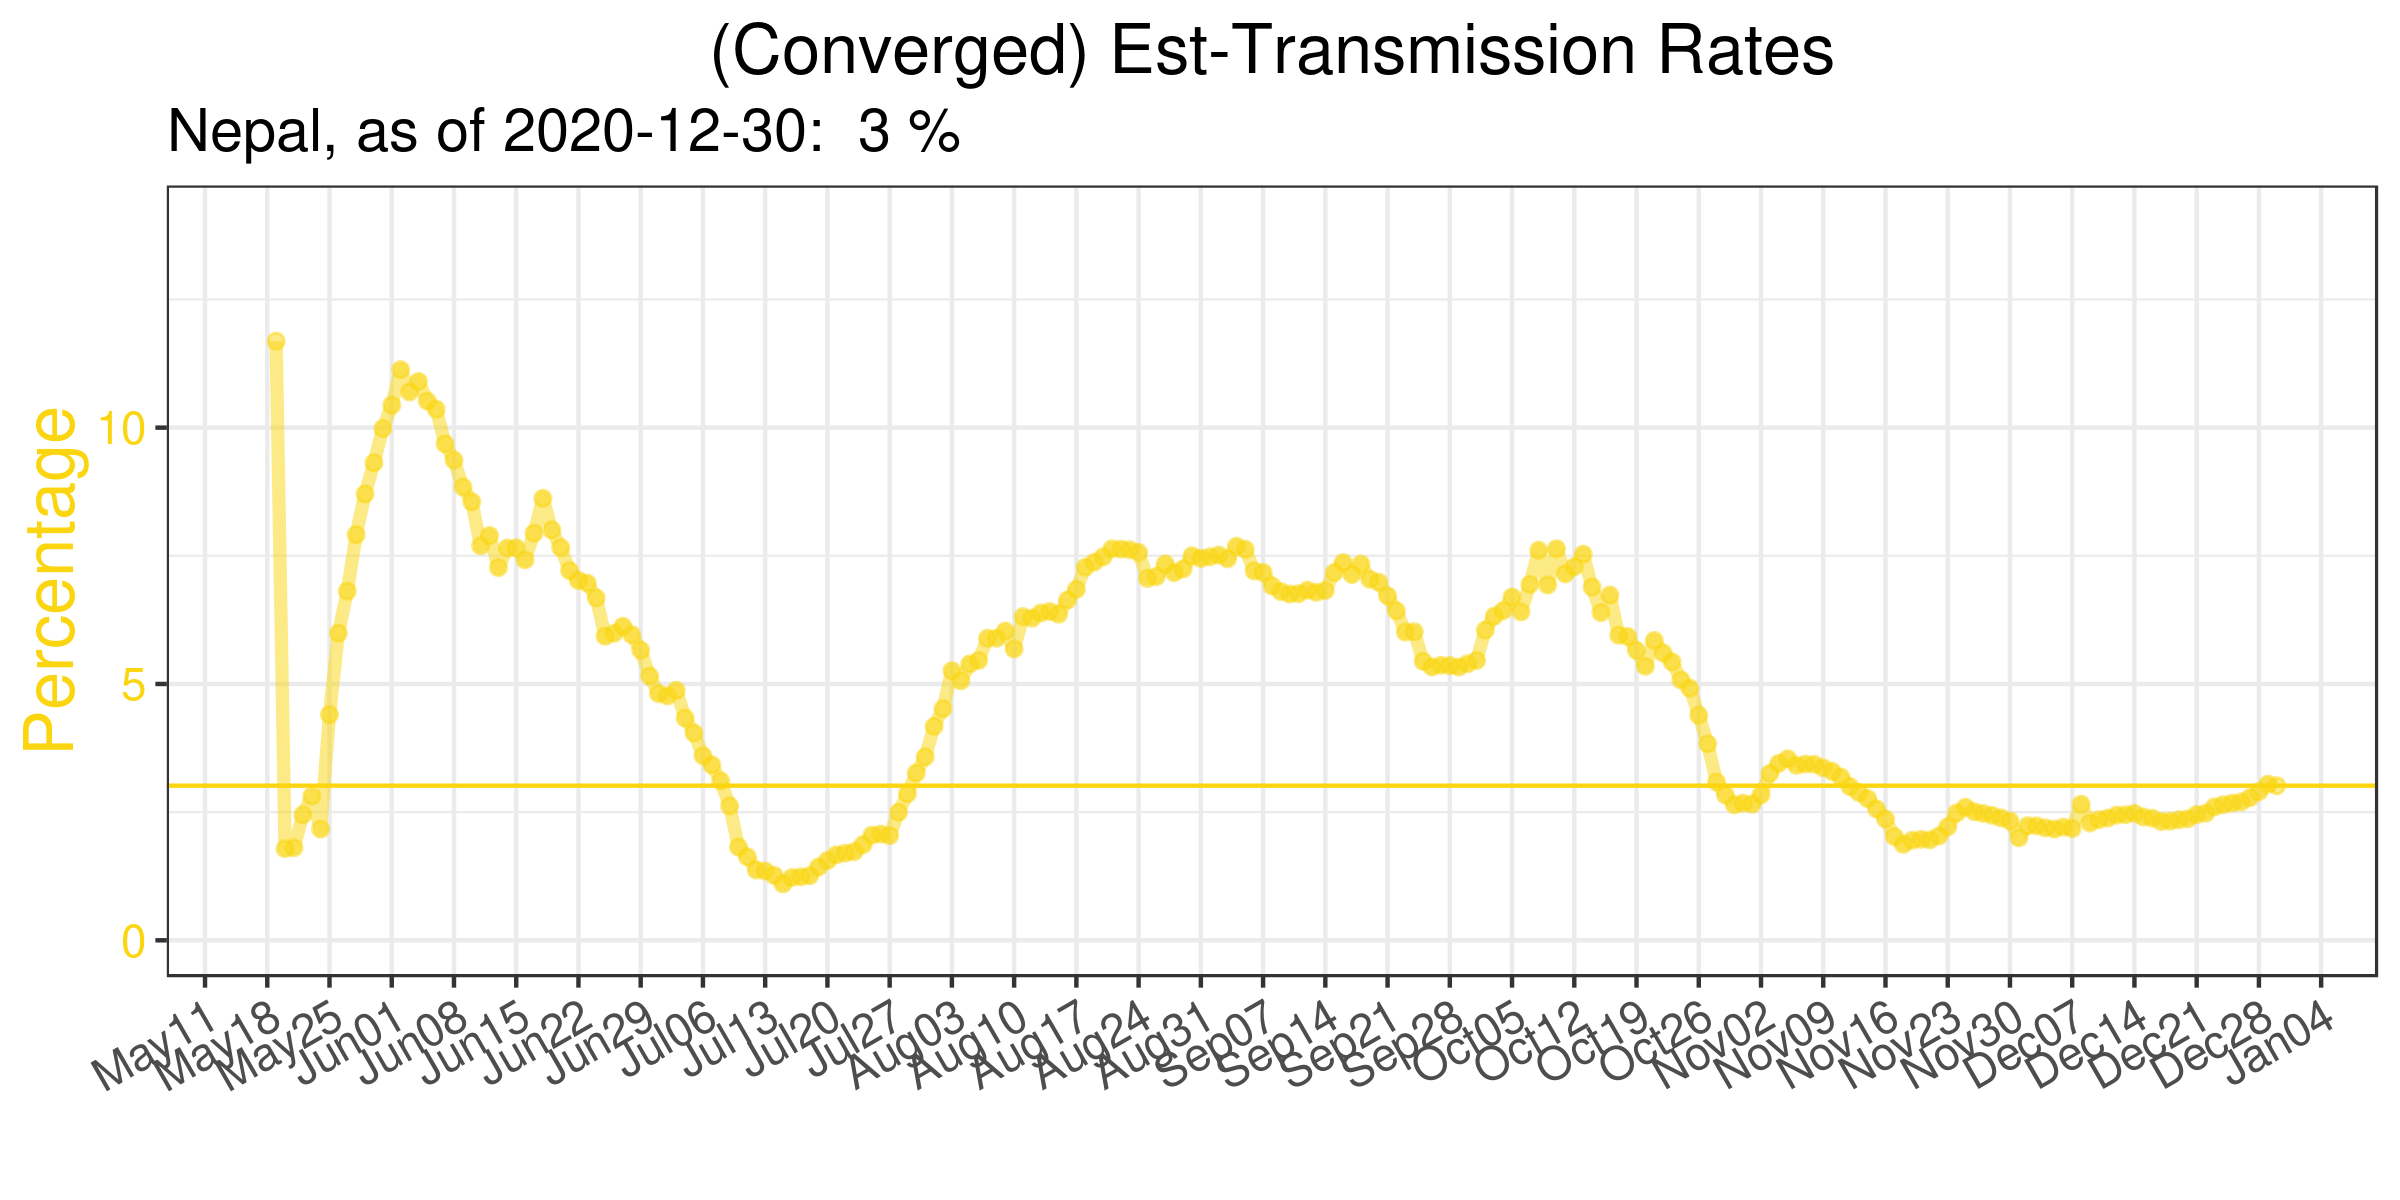 (Converged) Est-Transmission Rates
Nepal, as of 2020-12-30:  3 %
Percentage
10
5
0
May11
May18
May25
Jun01
Jun08
Jun15
Jun22
Jun29
Jul06
Jul13
Jul20
Jul27
Aug03
Aug10
Aug17
Aug24
Aug31
Sep07
Sep14
Sep21
Sep28
Oct05
Oct12
Oct19
Oct26
Nov02
Nov09
Nov16
Nov23
Nov30
Dec07
Dec14
Dec21
Dec28
Jan04